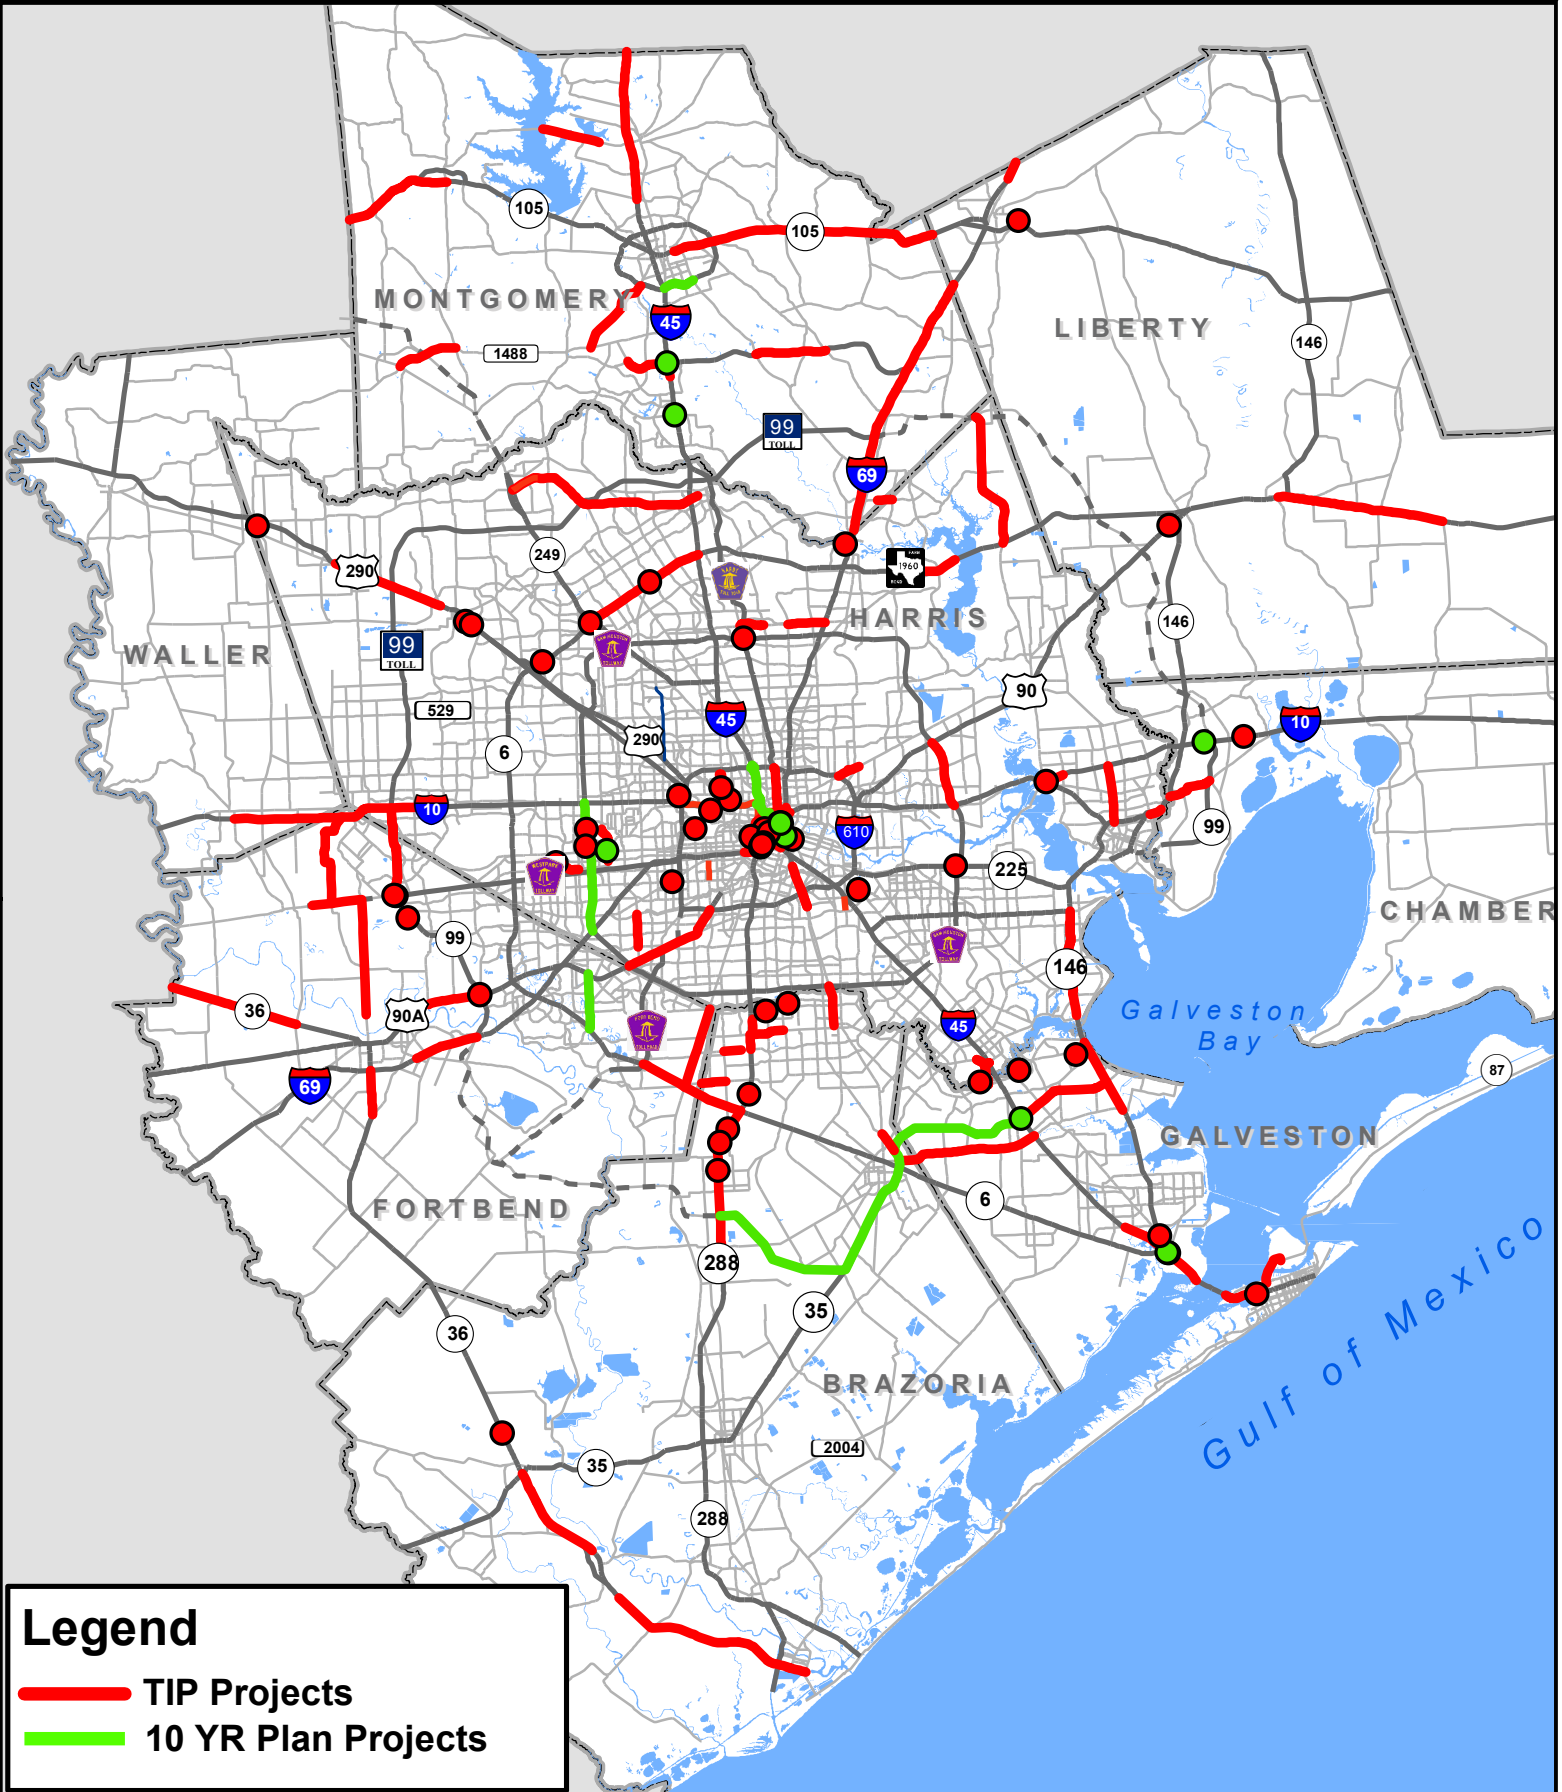 105
105
MONTGOMERY
45
LIBERTY
146
1488
99
TOLL
69
249
290
1960
HARRIS
146
WALLER
99
TOLL
90
529
45
10
290
6
10
610
99
225
CHAMBER
99
146
36
90A
Galveston
Bay
45
69
87
GALVESTON
6
FORTBEND
288
35
Gulf of Mexico
36
BRAZORIA
2004
35
288
Legend
TIP Projects
10 YR Plan Projects